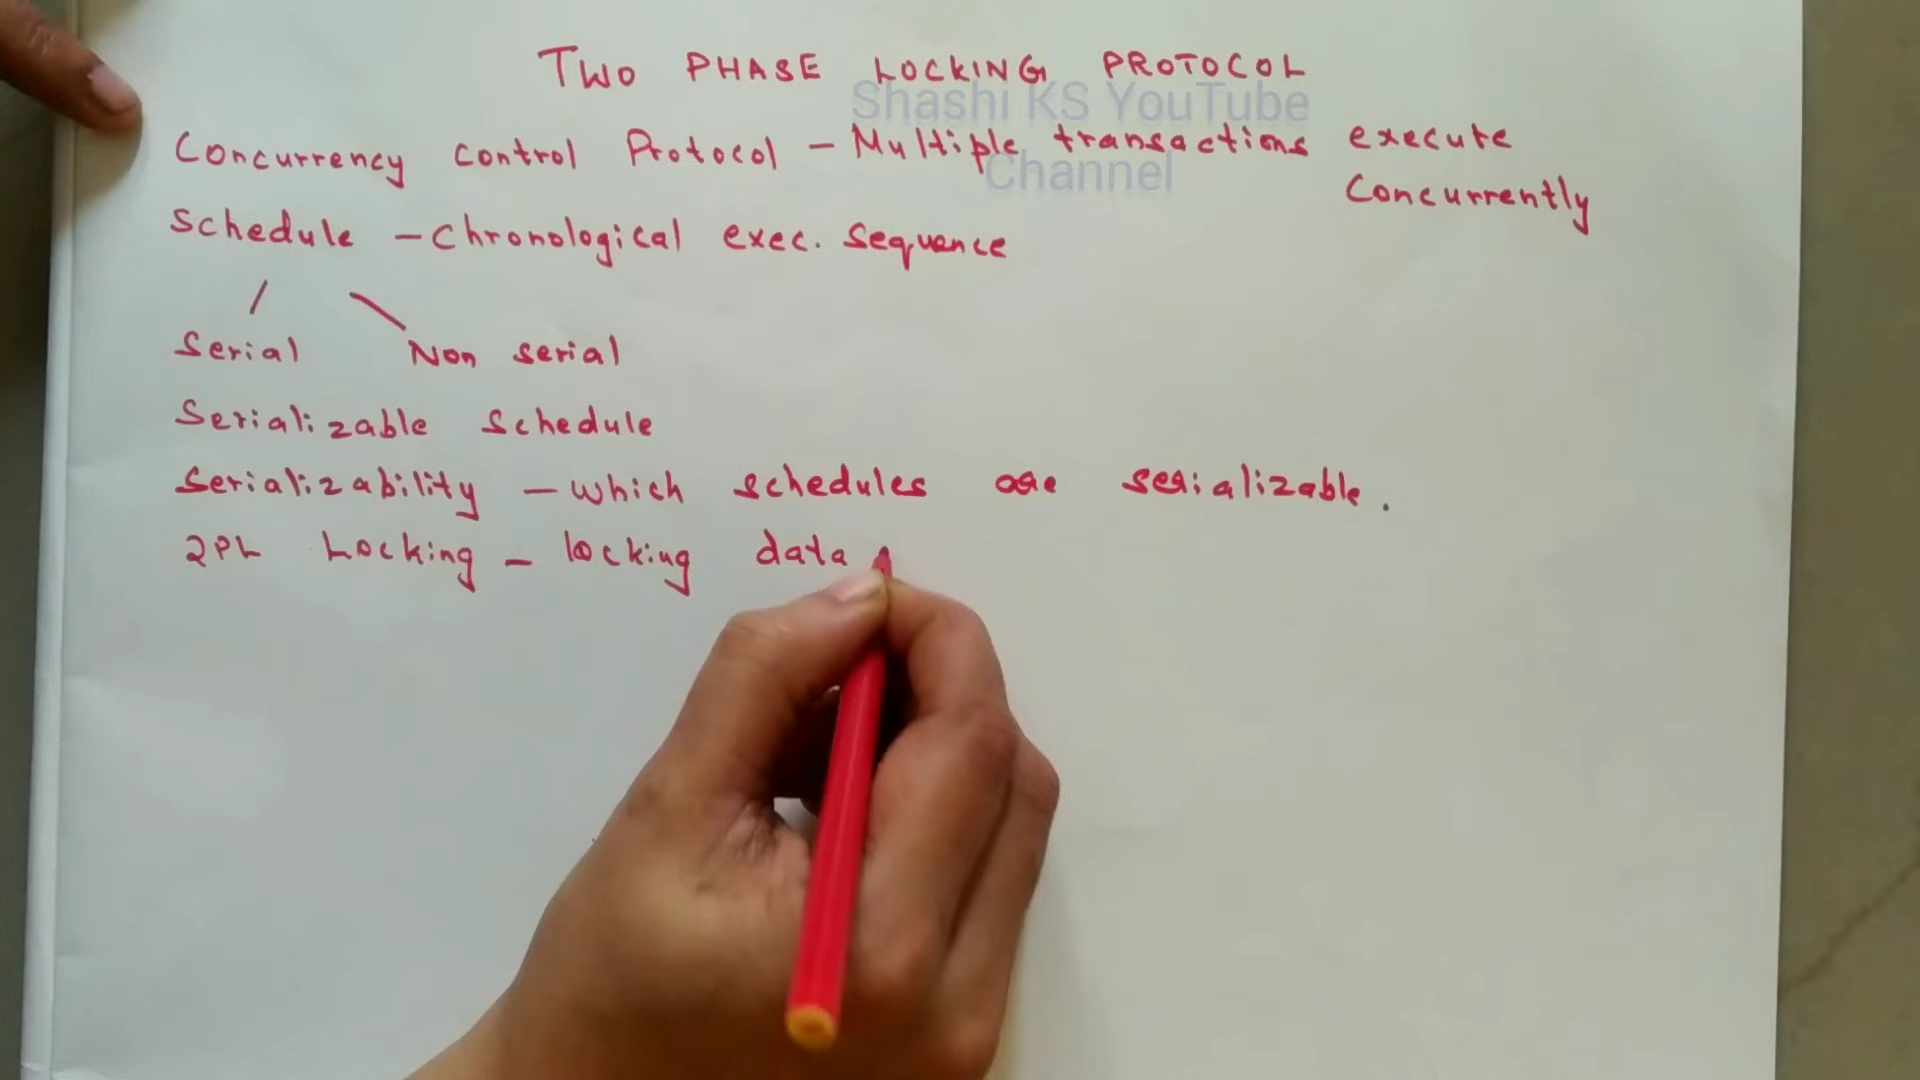 TWO PHASE LOCKING PROTOCOL
Shashi KS YouTube
Channel
Concurrency control Protocol - Multiple transactions execute
Concurrently
Schedule - Chronological exec. sequence
Serial Non serial
Serializable Schedule
Serializability - which schedules are serializable.
2PL Locking - locking data